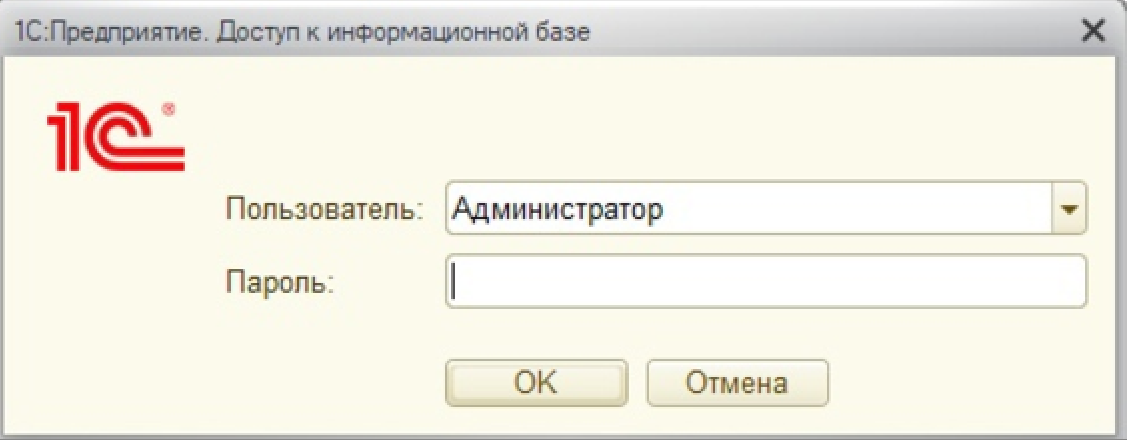 1С:Предприятие. Доступ к информационной базе
1С®
Пользователь: Администратор
Пароль:
OK Отмена